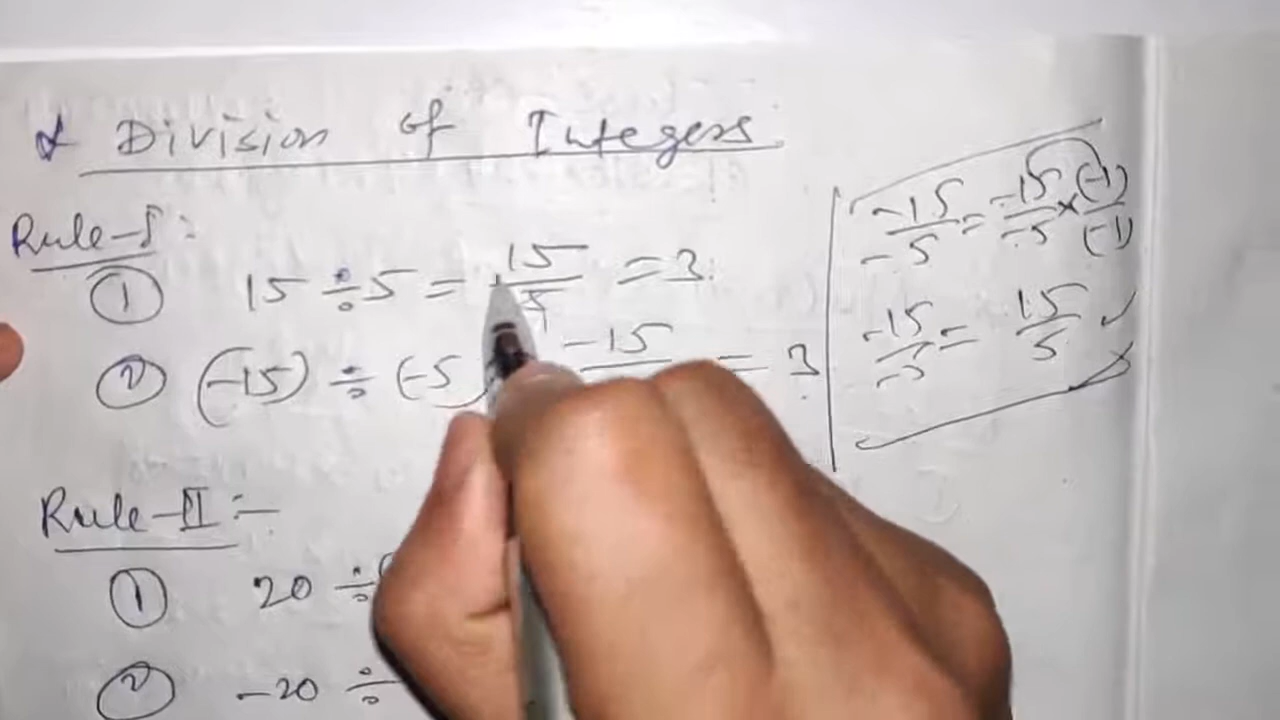 Division of Integers
Rule-I:
① 15 ÷ 5 = 15/5 = 3
② (-15) ÷ (-5 -15 = 3
Rule-II :-
① 20 ÷ (
② -20 ÷
-15/-5 = -15/-5 × (-1)/(-1)
-15/-5 = 15/5 ✓